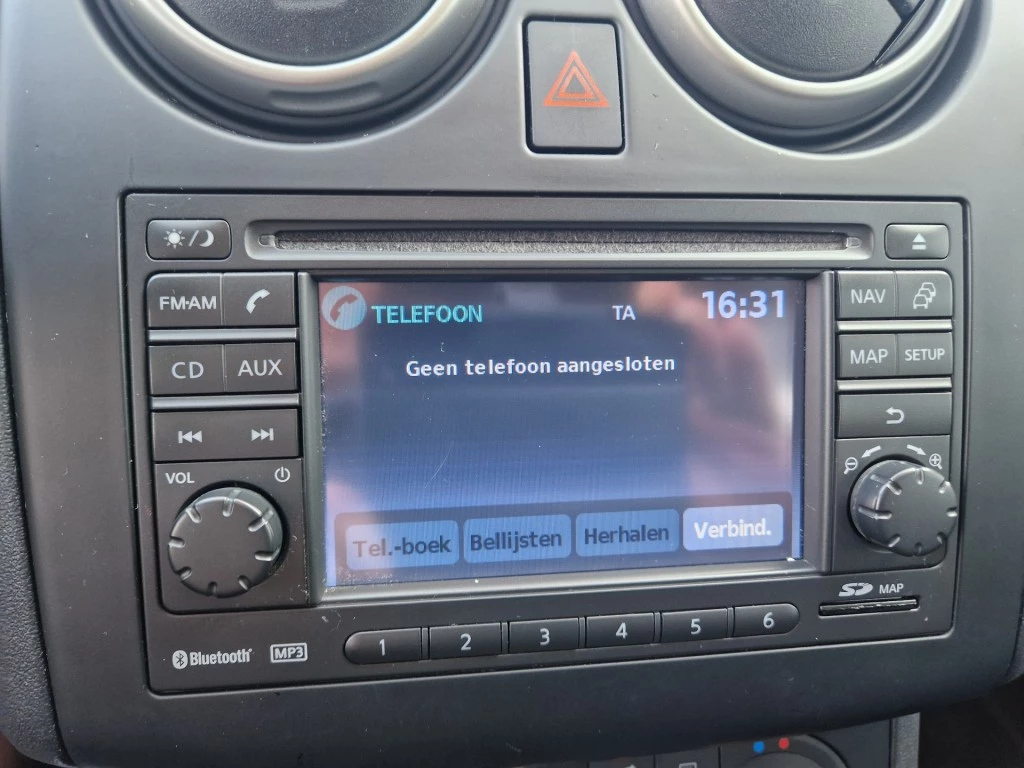 FM·AM
CD AUX
VOL
TELEFOON TA 16:31
Geen telefoon aangesloten
Tel.-boek Bellijsten Herhalen Verbind.
NAV
MAP SETUP
SD MAP
Bluetooth MP3
1 2 3 4 5 6